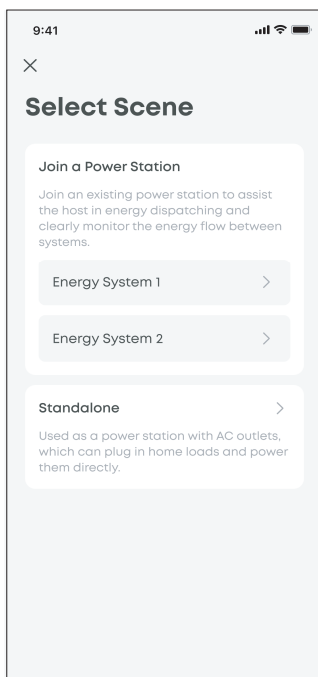 9:41
Select Scene
Join a Power Station
Join an existing power station to assist
the host in energy dispatching and
clearly monitor the energy flow between
systems.
Energy System 1
Energy System 2
Standalone
Used as a power station with AC outlets,
which can plug in home loads and power
them directly.